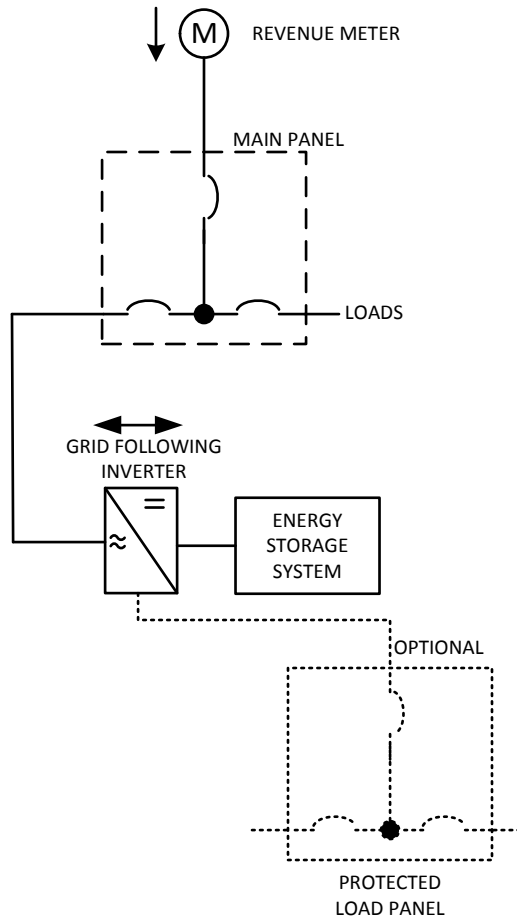 M
REVENUE METER
MAIN PANEL
LOADS
GRID FOLLOWING
INVERTER
ENERGY
STORAGE
SYSTEM
OPTIONAL
PROTECTED
LOAD PANEL